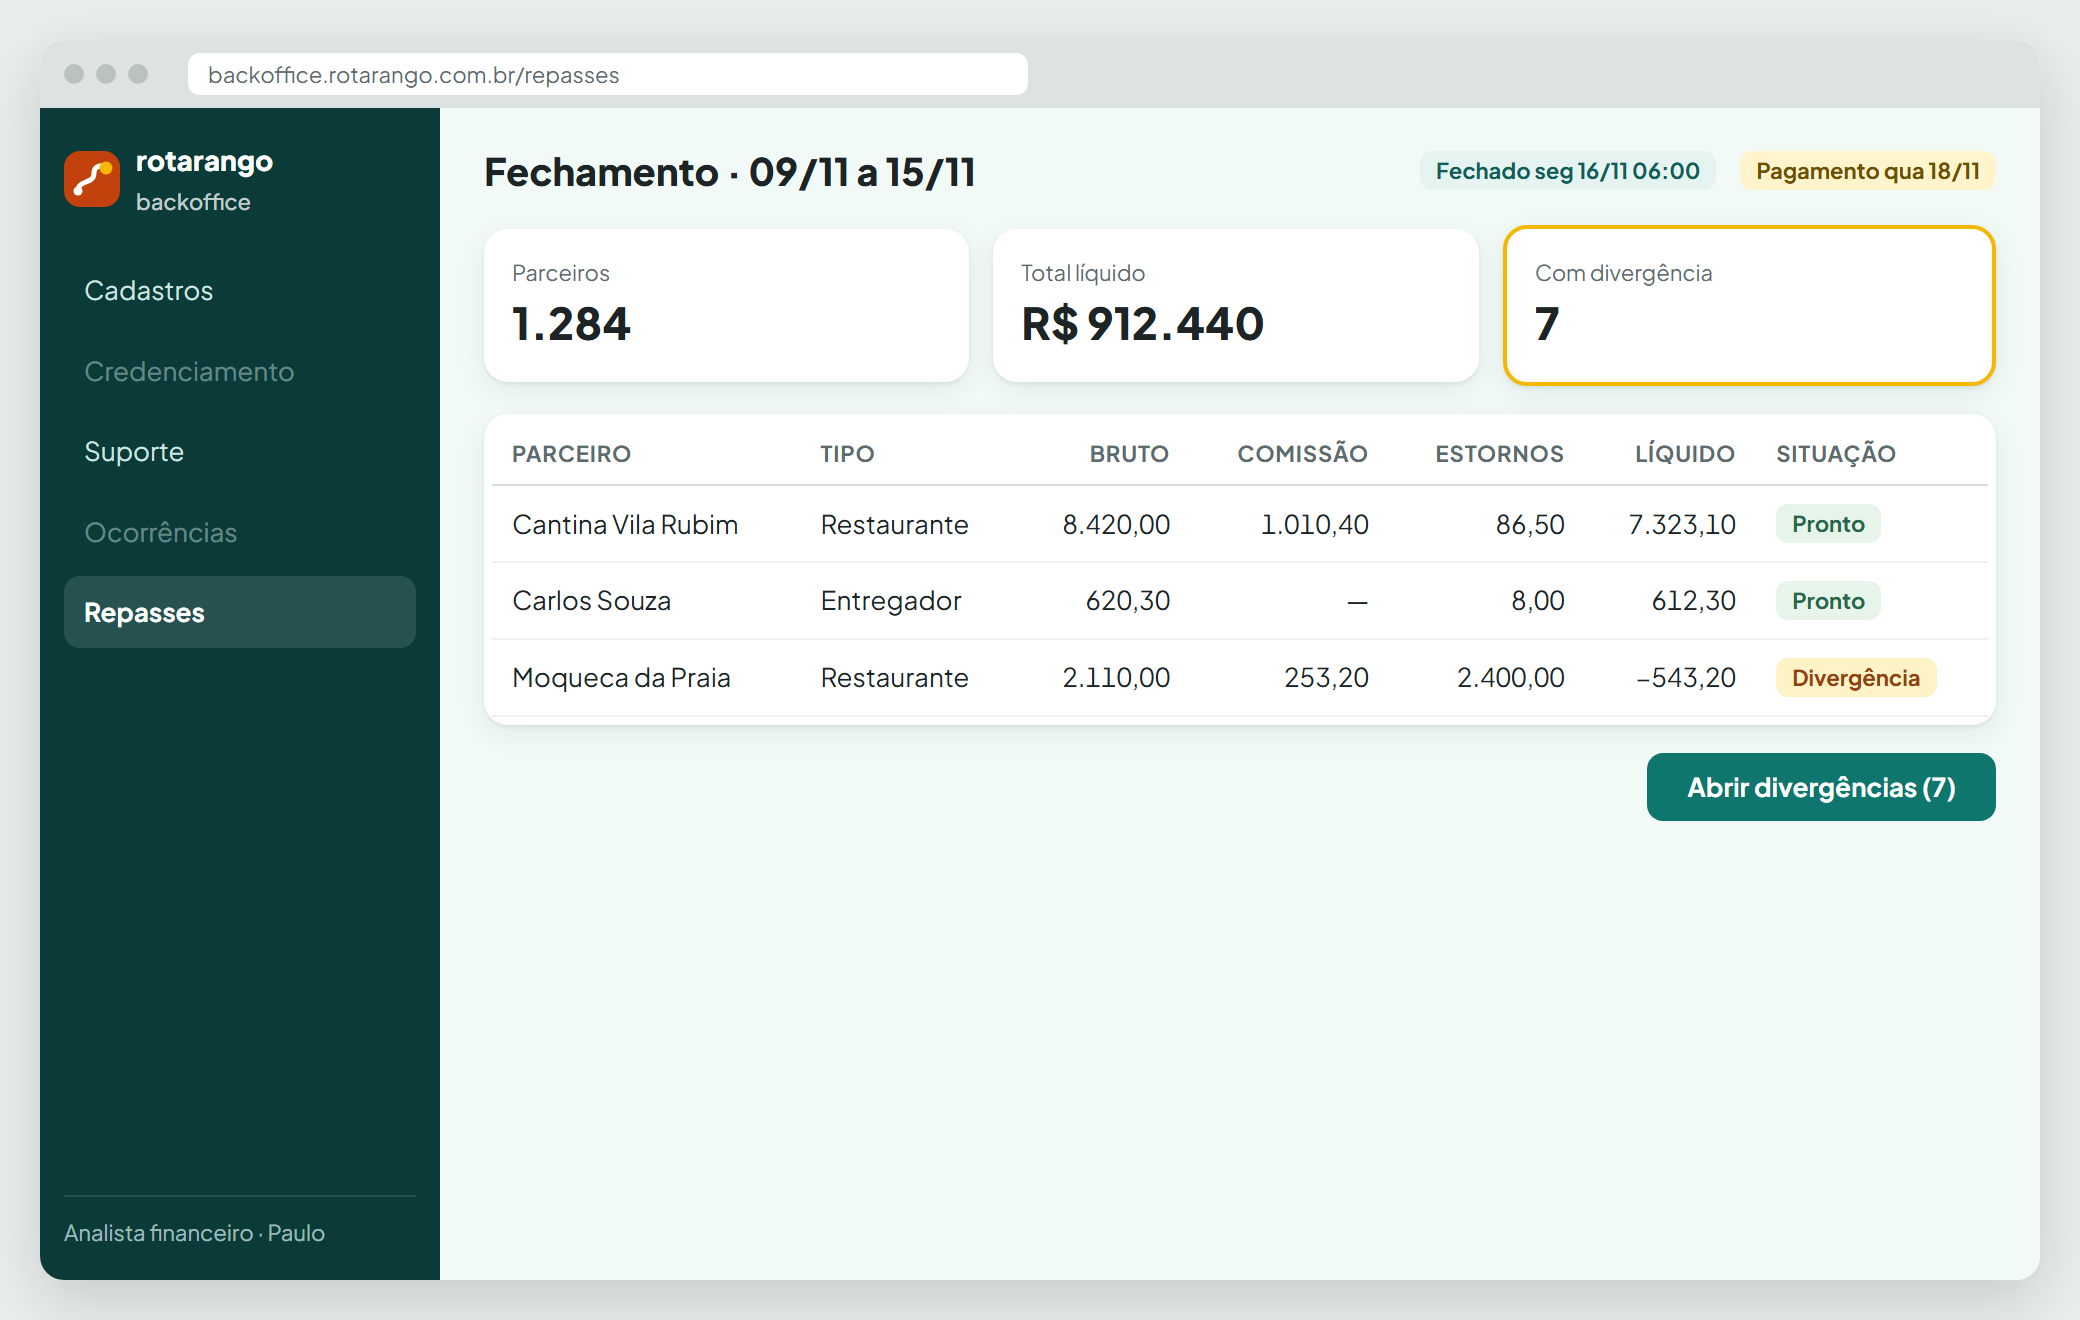 backoffice.rotarango.com.br/repasses
rotarango
backoffice
Cadastros
Credenciamento
Suporte
Ocorrências
Repasses
Analista financeiro · Paulo
Fechamento · 09/11 a 15/11
Fechado seg 16/11 06:00
Pagamento qua 18/11
Parceiros
1.284
Total líquido
R$ 912.440
Com divergência
7
PARCEIRO TIPO BRUTO COMISSÃO ESTORNOS LÍQUIDO SITUAÇÃO
Cantina Vila Rubim Restaurante 8.420,00 1.010,40 86,50 7.323,10 Pronto
Carlos Souza Entregador 620,30 — 8,00 612,30 Pronto
Moqueca da Praia Restaurante 2.110,00 253,20 2.400,00 −543,20 Divergência
Abrir divergências (7)